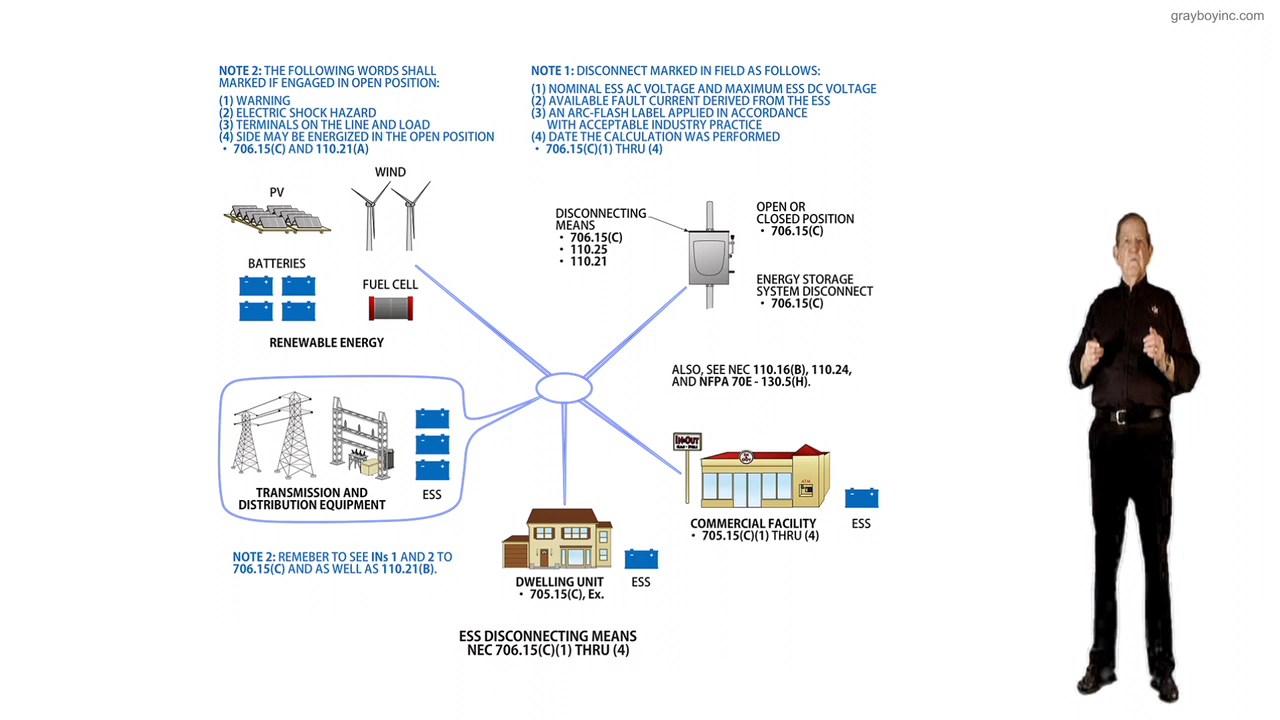 grayboyinc.com
NOTE 2: THE FOLLOWING WORDS SHALL
MARKED IF ENGAGED IN OPEN POSITION:
(1) WARNING
(2) ELECTRIC SHOCK HAZARD
(3) TERMINALS ON THE LINE AND LOAD
(4) SIDE MAY BE ENERGIZED IN THE OPEN POSITION
• 706.15(C) AND 110.21(A)
NOTE 1: DISCONNECT MARKED IN FIELD AS FOLLOWS:
(1) NOMINAL ESS AC VOLTAGE AND MAXIMUM ESS DC VOLTAGE
(2) AVAILABLE FAULT CURRENT DERIVED FROM THE ESS
(3) AN ARC-FLASH LABEL APPLIED IN ACCORDANCE
WITH ACCEPTABLE INDUSTRY PRACTICE
(4) DATE THE CALCULATION WAS PERFORMED
• 706.15(C)(1) THRU (4)
PV
WIND
BATTERIES
FUEL CELL
RENEWABLE ENERGY
DISCONNECTING
MEANS
• 706.15(C)
• 110.25
• 110.21
OPEN OR
CLOSED POSITION
• 706.15(C)
ENERGY STORAGE
SYSTEM DISCONNECT
• 706.15(C)
ALSO, SEE NEC 110.16(B), 110.24,
AND NFPA 70E - 130.5(H).
TRANSMISSION AND
DISTRIBUTION EQUIPMENT
ESS
IN&OUT
ATM
COMMERCIAL FACILITY
• 705.15(C)(1) THRU (4)
ESS
NOTE 2: REMEBER TO SEE INs 1 AND 2 TO
706.15(C) AND AS WELL AS 110.21(B).
DWELLING UNIT
• 705.15(C), Ex.
ESS
ESS DISCONNECTING MEANS
NEC 706.15(C)(1) THRU (4)